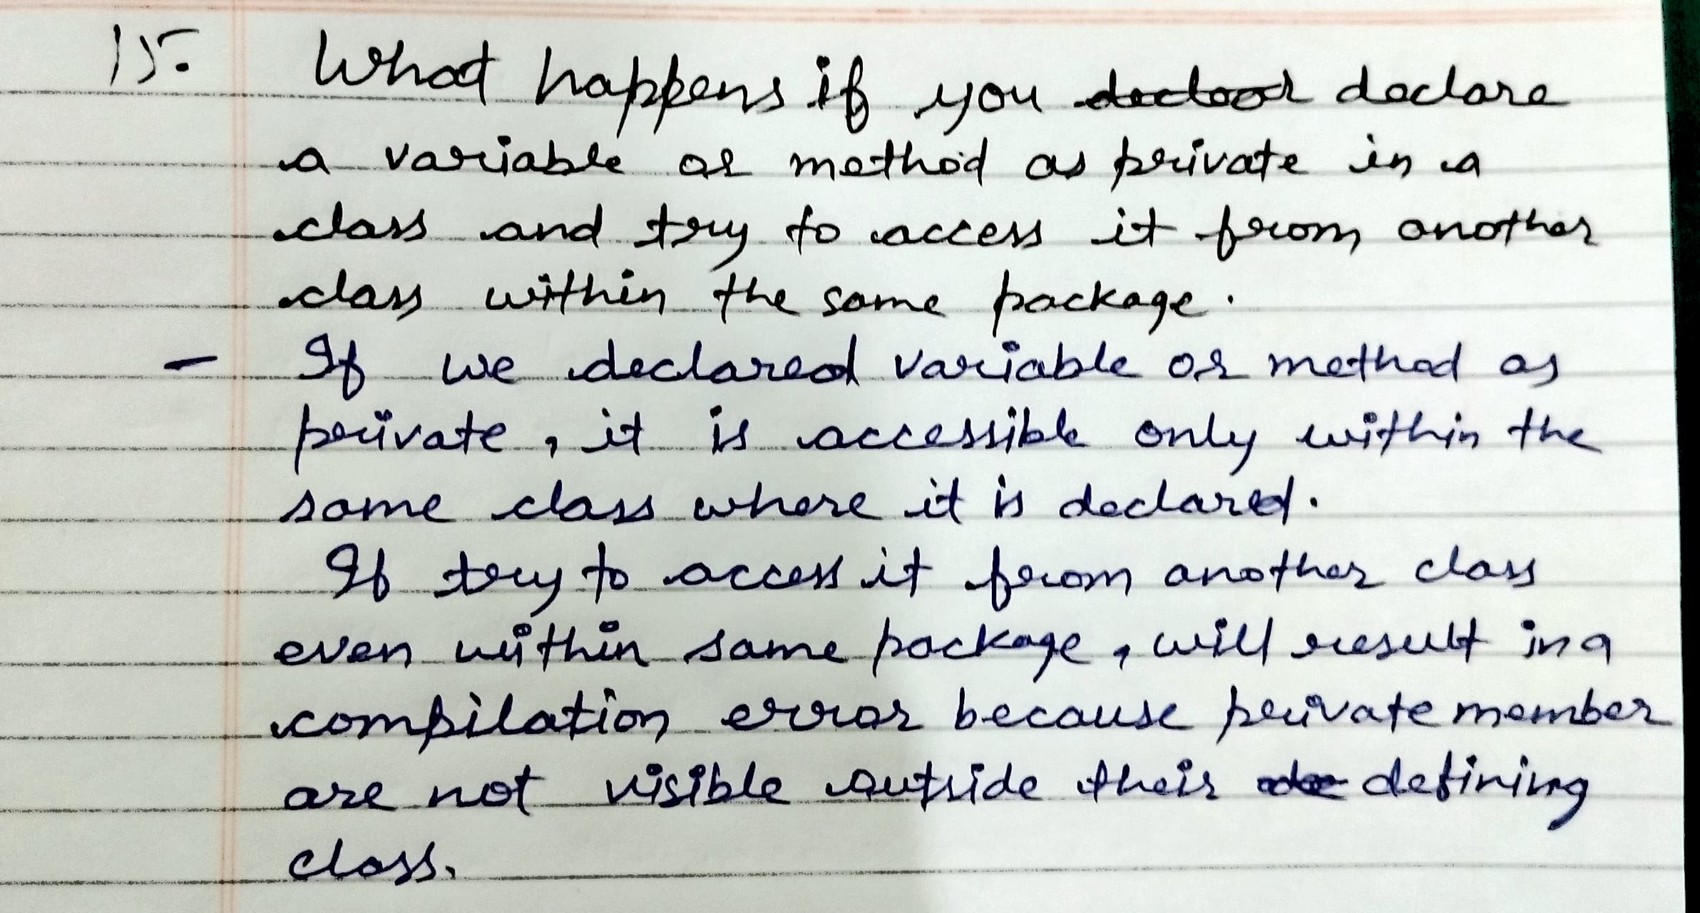 15. What happens if you declare
a variable or method as private in a
class and try to access it from another
class within the same package.
- If we declared variable or method as
private, it is accessible only within the
same class where it is declared.
If try to access it from another class
even within same package, will result in a
compilation error because private member
are not visible outside their defining
class.